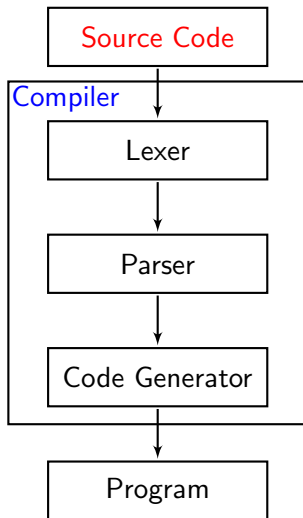 Source Code
Compiler
Lexer
Parser
Code Generator
Program